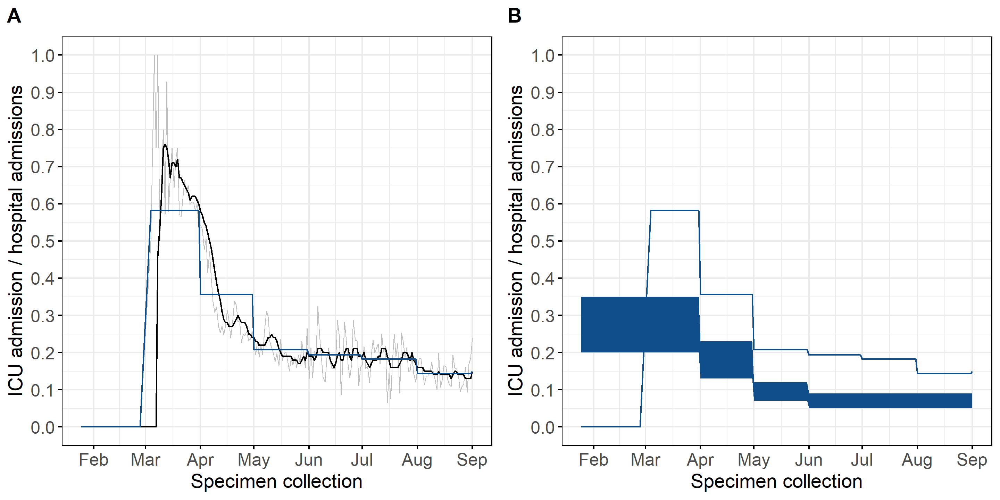 A
ICU admission / hospital admissions
1.0
0.9
0.8
0.7
0.6
0.5
0.4
0.3
0.2
0.1
0.0
Feb Mar Apr May Jun Jul Aug Sep
Specimen collection
B
ICU admission / hospital admissions
1.0
0.9
0.8
0.7
0.6
0.5
0.4
0.3
0.2
0.1
0.0
Feb Mar Apr May Jun Jul Aug Sep
Specimen collection